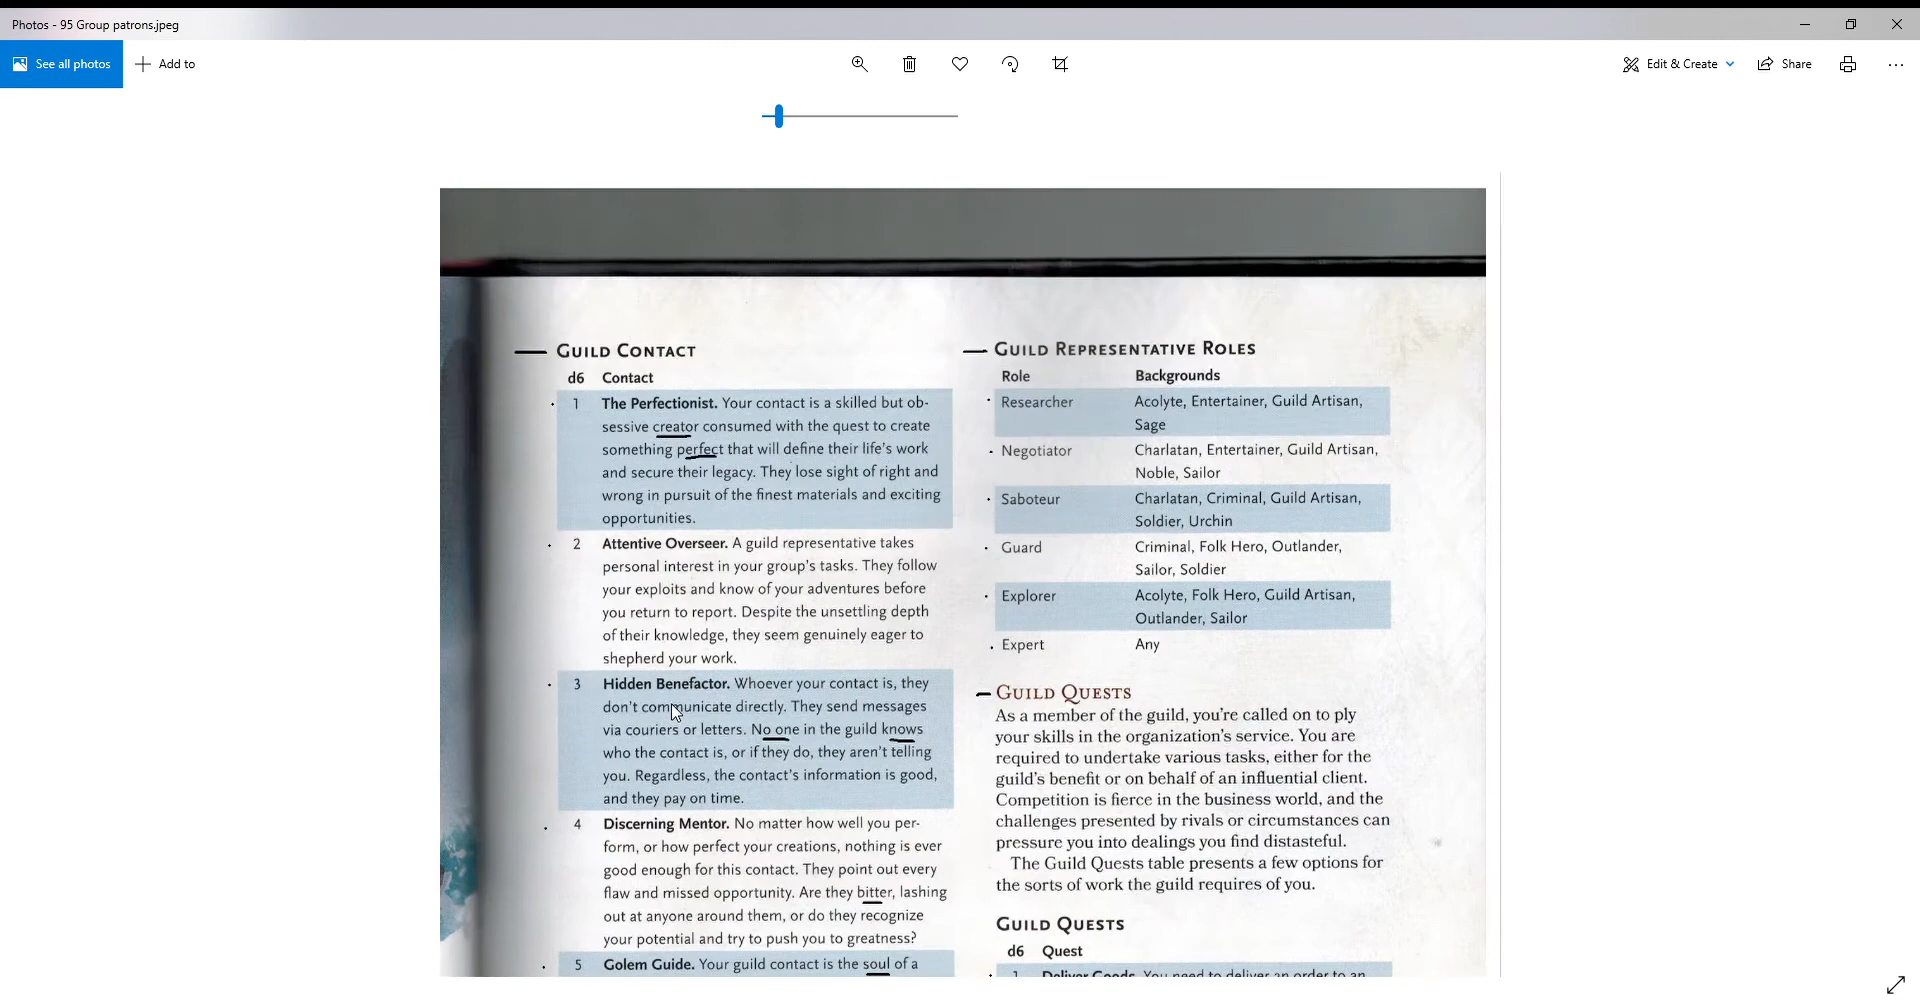 Photos - 95 Group patrons.jpeg
See all photos
Add to
Edit & Create
Share
GUILD CONTACT
d6 Contact
1 The Perfectionist. Your contact is a skilled but ob-
sessive creator consumed with the quest to create
something perfect that will define their life's work
and secure their legacy. They lose sight of right and
wrong in pursuit of the finest materials and exciting
opportunities.
2 Attentive Overseer. A guild representative takes
personal interest in your group's tasks. They follow
your exploits and know of your adventures before
you return to report. Despite the unsettling depth
of their knowledge, they seem genuinely eager to
shepherd your work.
3 Hidden Benefactor. Whoever your contact is, they
don't communicate directly. They send messages
via couriers or letters. No one in the guild knows
who the contact is, or if they do, they aren't telling
you. Regardless, the contact's information is good,
and they pay on time.
4 Discerning Mentor. No matter how well you per-
form, or how perfect your creations, nothing is ever
good enough for this contact. They point out every
flaw and missed opportunity. Are they bitter, lashing
out at anyone around them, or do they recognize
your potential and try to push you to greatness?
5 Golem Guide. Your guild contact is the soul of a
GUILD REPRESENTATIVE ROLES
Role Backgrounds
Researcher Acolyte, Entertainer, Guild Artisan,
Sage
Negotiator Charlatan, Entertainer, Guild Artisan,
Noble, Sailor
Saboteur Charlatan, Criminal, Guild Artisan,
Soldier, Urchin
Guard Criminal, Folk Hero, Outlander,
Sailor, Soldier
Explorer Acolyte, Folk Hero, Guild Artisan,
Outlander, Sailor
Expert Any
GUILD QUESTS
As a member of the guild, you're called on to ply
your skills in the organization's service. You are
required to undertake various tasks, either for the
guild's benefit or on behalf of an influential client.
Competition is fierce in the business world, and the
challenges presented by rivals or circumstances can
pressure you into dealings you find distasteful.
The Guild Quests table presents a few options for
the sorts of work the guild requires of you.
GUILD QUESTS
d6 Quest
1 Deliver Goods. You need to deliver an order to an